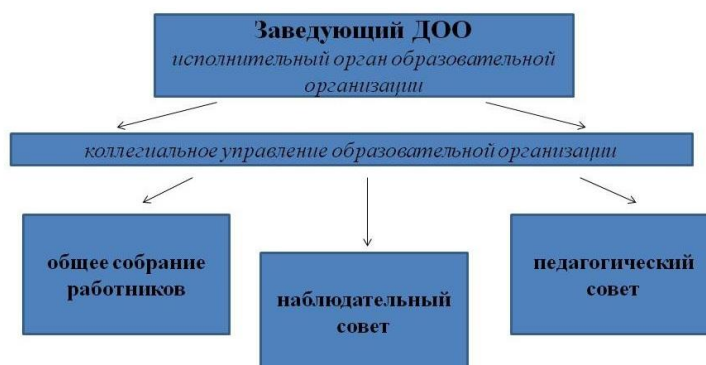 Заведующий ДОО
исполнительный орган образовательной
организации
коллегиальное управление образовательной организации
общее собрание
работников
наблюдательный
совет
педагогический
совет